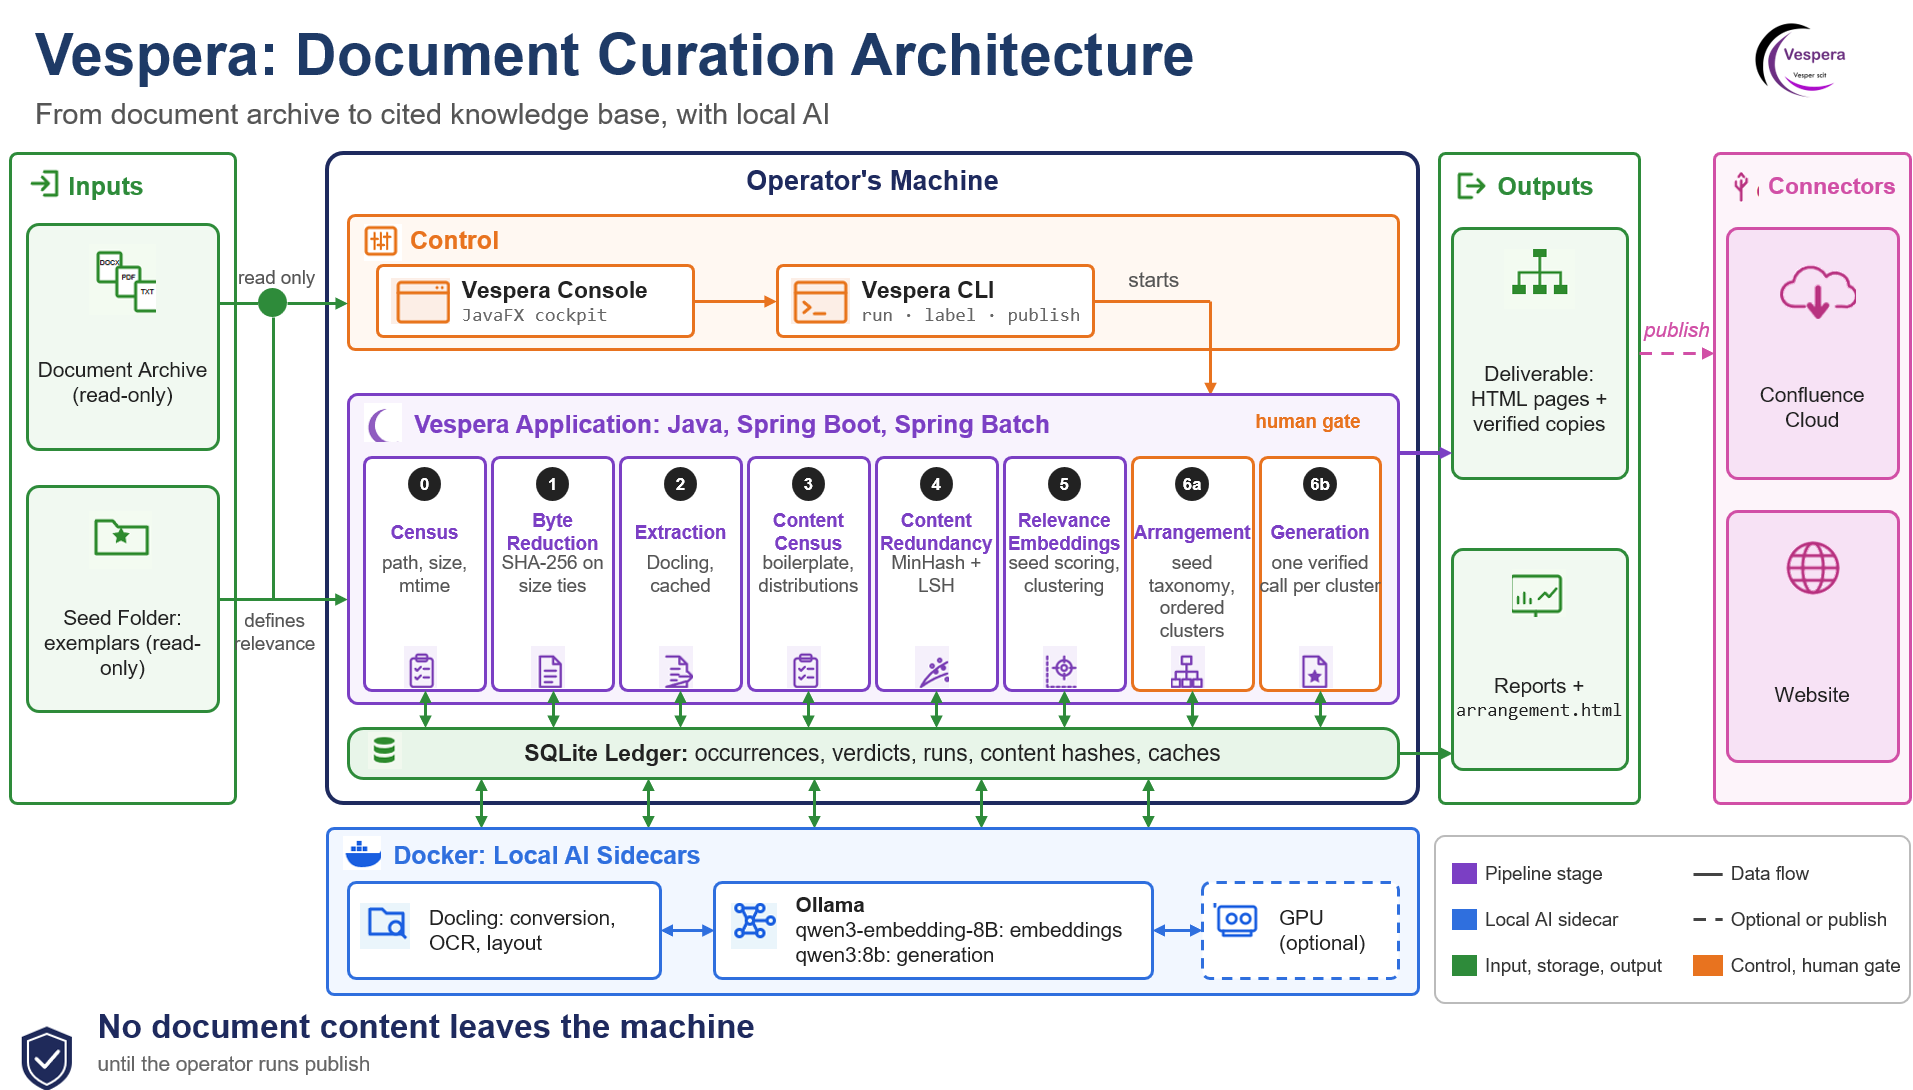 Vespera: Document Curation Architecture
From document archive to cited knowledge base, with local AI
Vespera
Vesper scit
Inputs
DOCX
PDF
TXT
Document Archive
(read-only)
Seed Folder:
exemplars (read-
only)
read only
defines
relevance
Operator's Machine
Control
Vespera Console
JavaFX cockpit
Vespera CLI
run · label · publish
starts
Vespera Application: Java, Spring Boot, Spring Batch
human gate
0
Census
path, size,
mtime
1
Byte
Reduction
SHA-256 on
size ties
2
Extraction
Docling,
cached
3
Content
Census
boilerplate,
distributions
4
Content
Redundancy
MinHash +
LSH
5
Relevance
Embeddings
seed scoring,
clustering
6a
Arrangement
seed
taxonomy,
ordered
clusters
6b
Generation
one verified
call per cluster
SQLite Ledger: occurrences, verdicts, runs, content hashes, caches
Docker: Local AI Sidecars
Docling: conversion,
OCR, layout
Ollama
qwen3-embedding-8B: embeddings
qwen3:8b: generation
GPU
(optional)
Outputs
Deliverable:
HTML pages +
verified copies
Reports +
arrangement.html
publish
Connectors
Confluence
Cloud
Website
Pipeline stage
Data flow
Local AI sidecar
Optional or publish
Input, storage, output
Control, human gate
No document content leaves the machine
until the operator runs publish